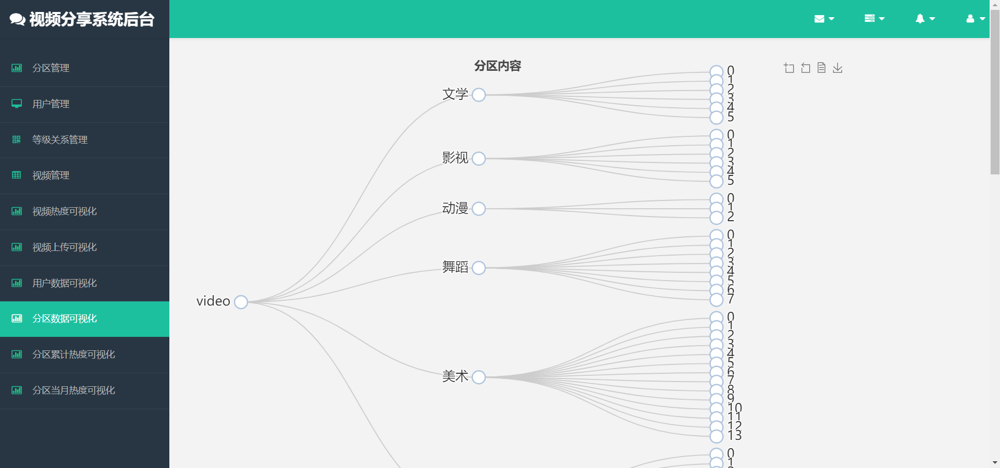 视频分享系统后台
分区管理
用户管理
等级关系管理
视频管理
视频热度可视化
视频上传可视化
用户数据可视化
分区数据可视化
分区累计热度可视化
分区当月热度可视化
分区内容
video
文学
0
1
2
3
4
5
影视
0
1
2
3
4
5
动漫
0
1
2
舞蹈
0
1
2
3
4
5
6
7
美术
0
1
2
3
4
5
6
7
8
9
10
11
12
13
0
1